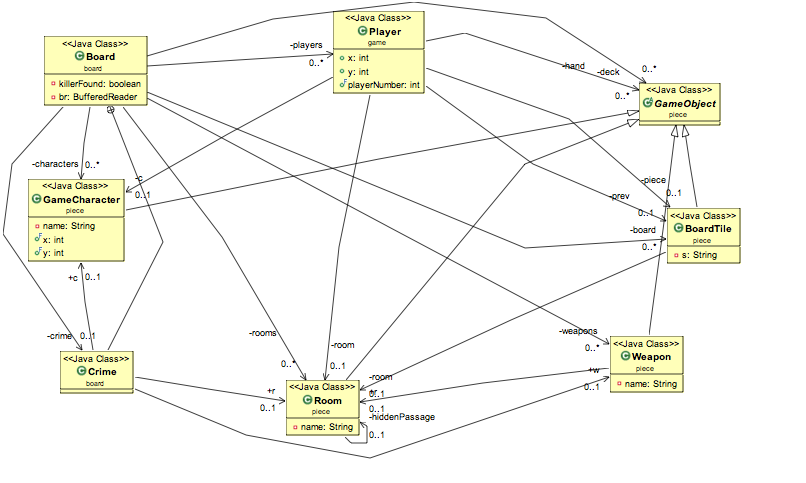 <<Java Class>>
Player
game
x: int
y: int
playerNumber: int
<<Java Class>>
Board
board
killerFound: boolean
br: BufferedReader
-players
0..*
-hand
-deck
0..*
0..*
<<Java Class>>
GameObject
piece
-characters
0..*
-c
0..1
<<Java Class>>
GameCharacter
piece
name: String
x: int
y: int
-piece
0..1
-prev
0..1
-board
0..*
<<Java Class>>
BoardTile
piece
s: String
+c
0..1
-crime
0..1
<<Java Class>>
Crime
board
-rooms
0..*
-room
0..1
-weapons
0..*
<<Java Class>>
Weapon
piece
name: String
+w
0..1
+r
0..1
-room
0..1
0..1
<<Java Class>>
Room
piece
name: String
-hiddenPassage
0..1